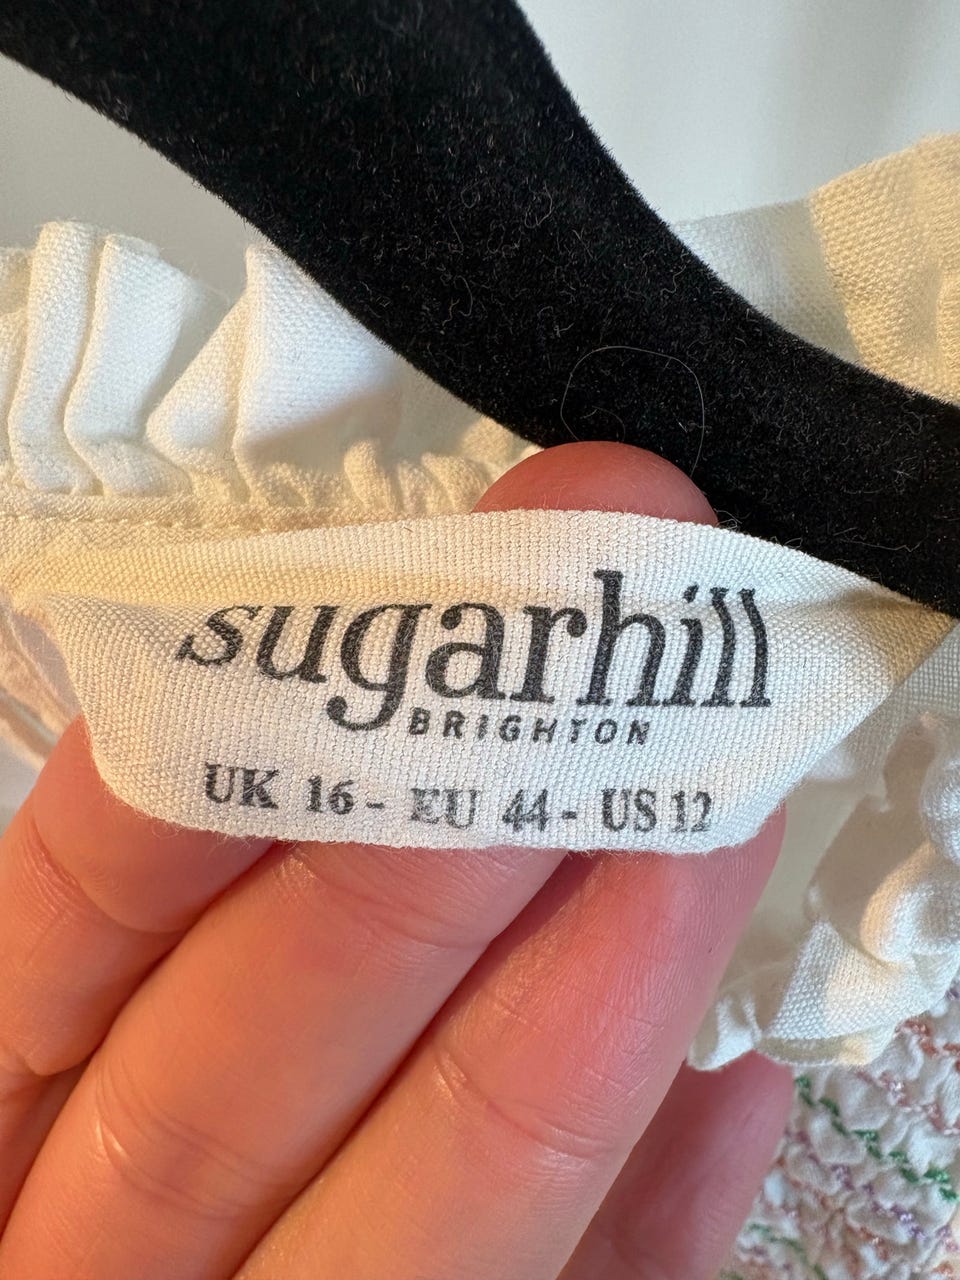 sugarhill
BRIGHTON
UK 16 - EU 44 - US 12